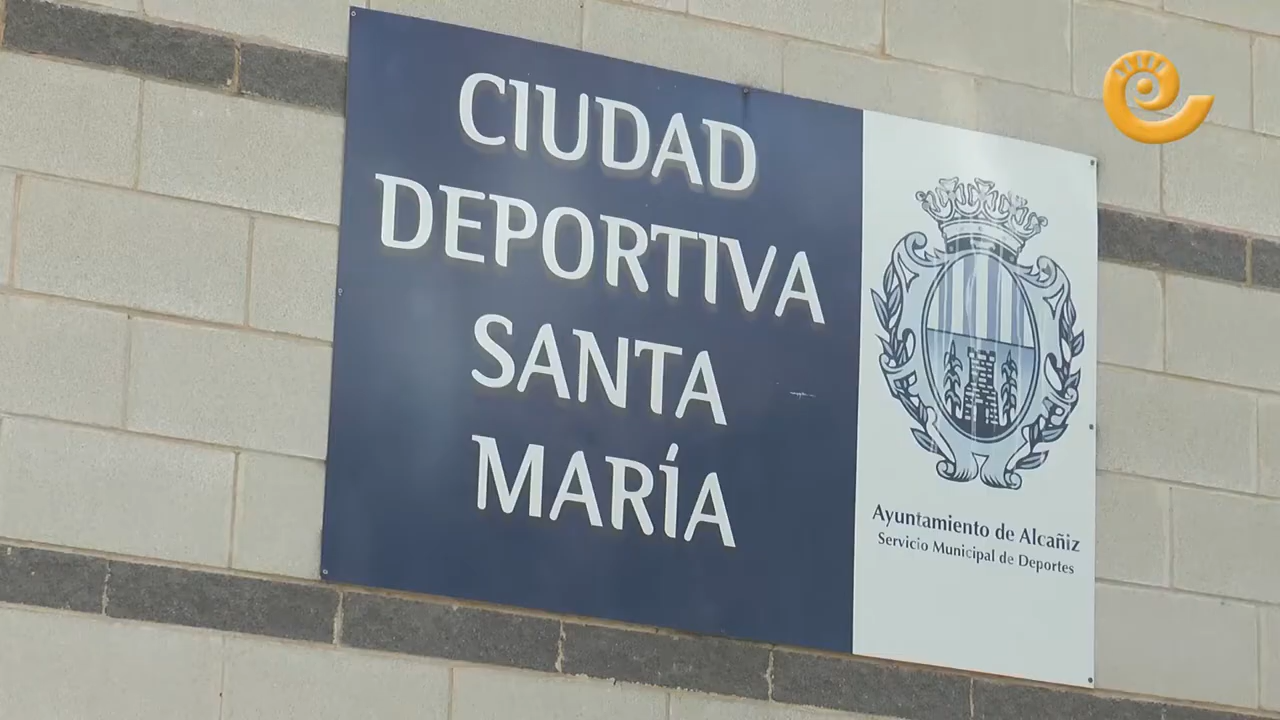 CIUDAD
DEPORTIVA
SANTA
MARÍA
Ayuntamiento de Alcañiz
Servicio Municipal de Deportes